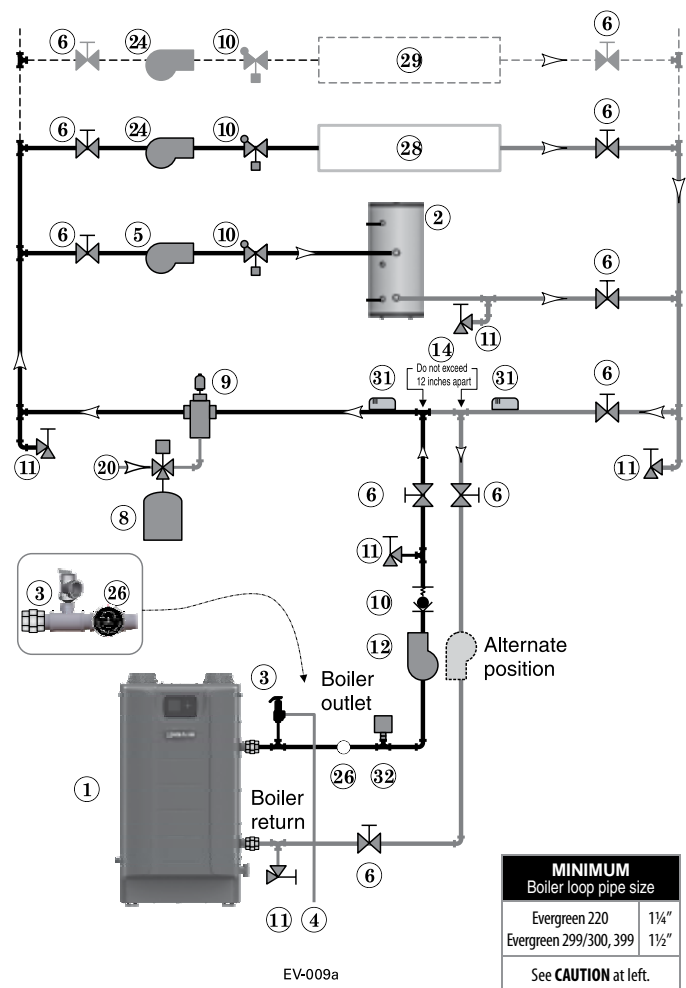 6 24 10 6
29
6 24 10 6
28
6 5 10 2 6
14 11
Do not exceed
12 inches apart
9 31 31 6
11 20 11
8 6 6
11
3 26 10
12 Alternate
position
3 Boiler
outlet
1 26 32
Boiler
return
6
11 4
MINIMUM
Boiler loop pipe size
Evergreen 220 1¼"
Evergreen 299/300, 399 1½"
See CAUTION at left.
EV-009a